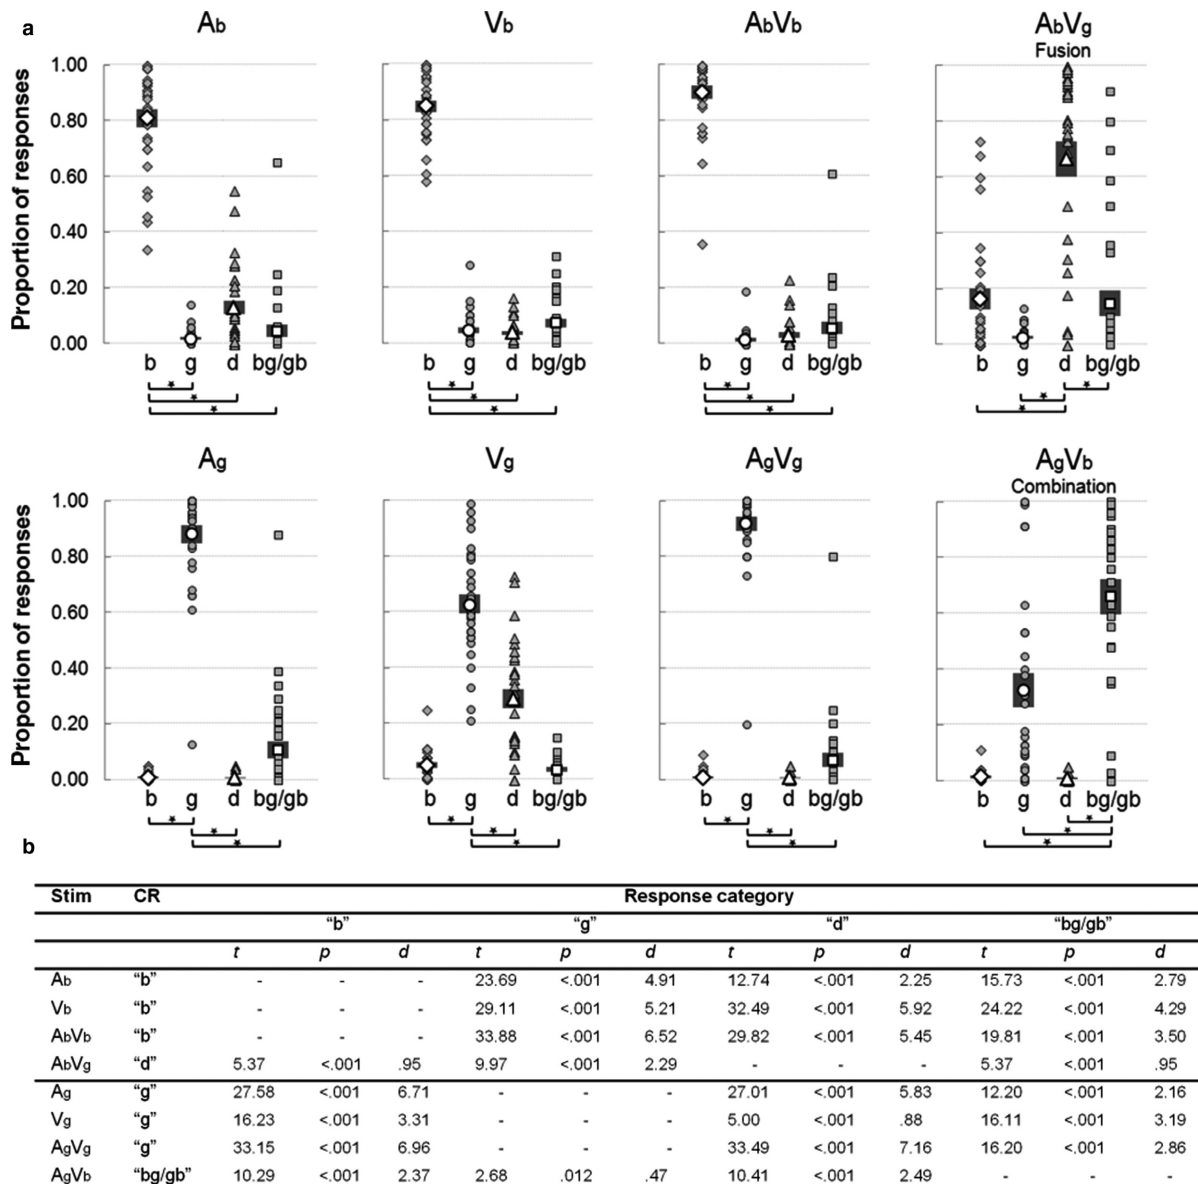 a
Ab Vb AbVb AbVg
Fusion
Proportion of responses
1.00
0.80
0.60
0.40
0.20
0.00
b g d bg/gb b g d bg/gb b g d bg/gb b g d bg/gb
* * * *
* * * *
* * * *
Ag Vg AgVg AgVb
Combination
Proportion of responses
1.00
0.80
0.60
0.40
0.20
0.00
b g d bg/gb b g d bg/gb b g d bg/gb b g d bg/gb
* * * *
* * * *
* * * *
b
Stim CR Response category
“b” “g” “d” “bg/gb”
t p d t p d t p d t p d
Ab “b” - - - 23.69 <.001 4.91 12.74 <.001 2.25 15.73 <.001 2.79
Vb “b” - - - 29.11 <.001 5.21 32.49 <.001 5.92 24.22 <.001 4.29
AbVb “b” - - - 33.88 <.001 6.52 29.82 <.001 5.45 19.81 <.001 3.50
AbVg “d” 5.37 <.001 .95 9.97 <.001 2.29 - - - 5.37 <.001 .95
Ag “g” 27.58 <.001 6.71 - - - 27.01 <.001 5.83 12.20 <.001 2.16
Vg “g” 16.23 <.001 3.31 - - - 5.00 <.001 .88 16.11 <.001 3.19
AgVg “g” 33.15 <.001 6.96 - - - 33.49 <.001 7.16 16.20 <.001 2.86
AgVb “bg/gb” 10.29 <.001 2.37 2.68 .012 .47 10.41 <.001 2.49 - - -